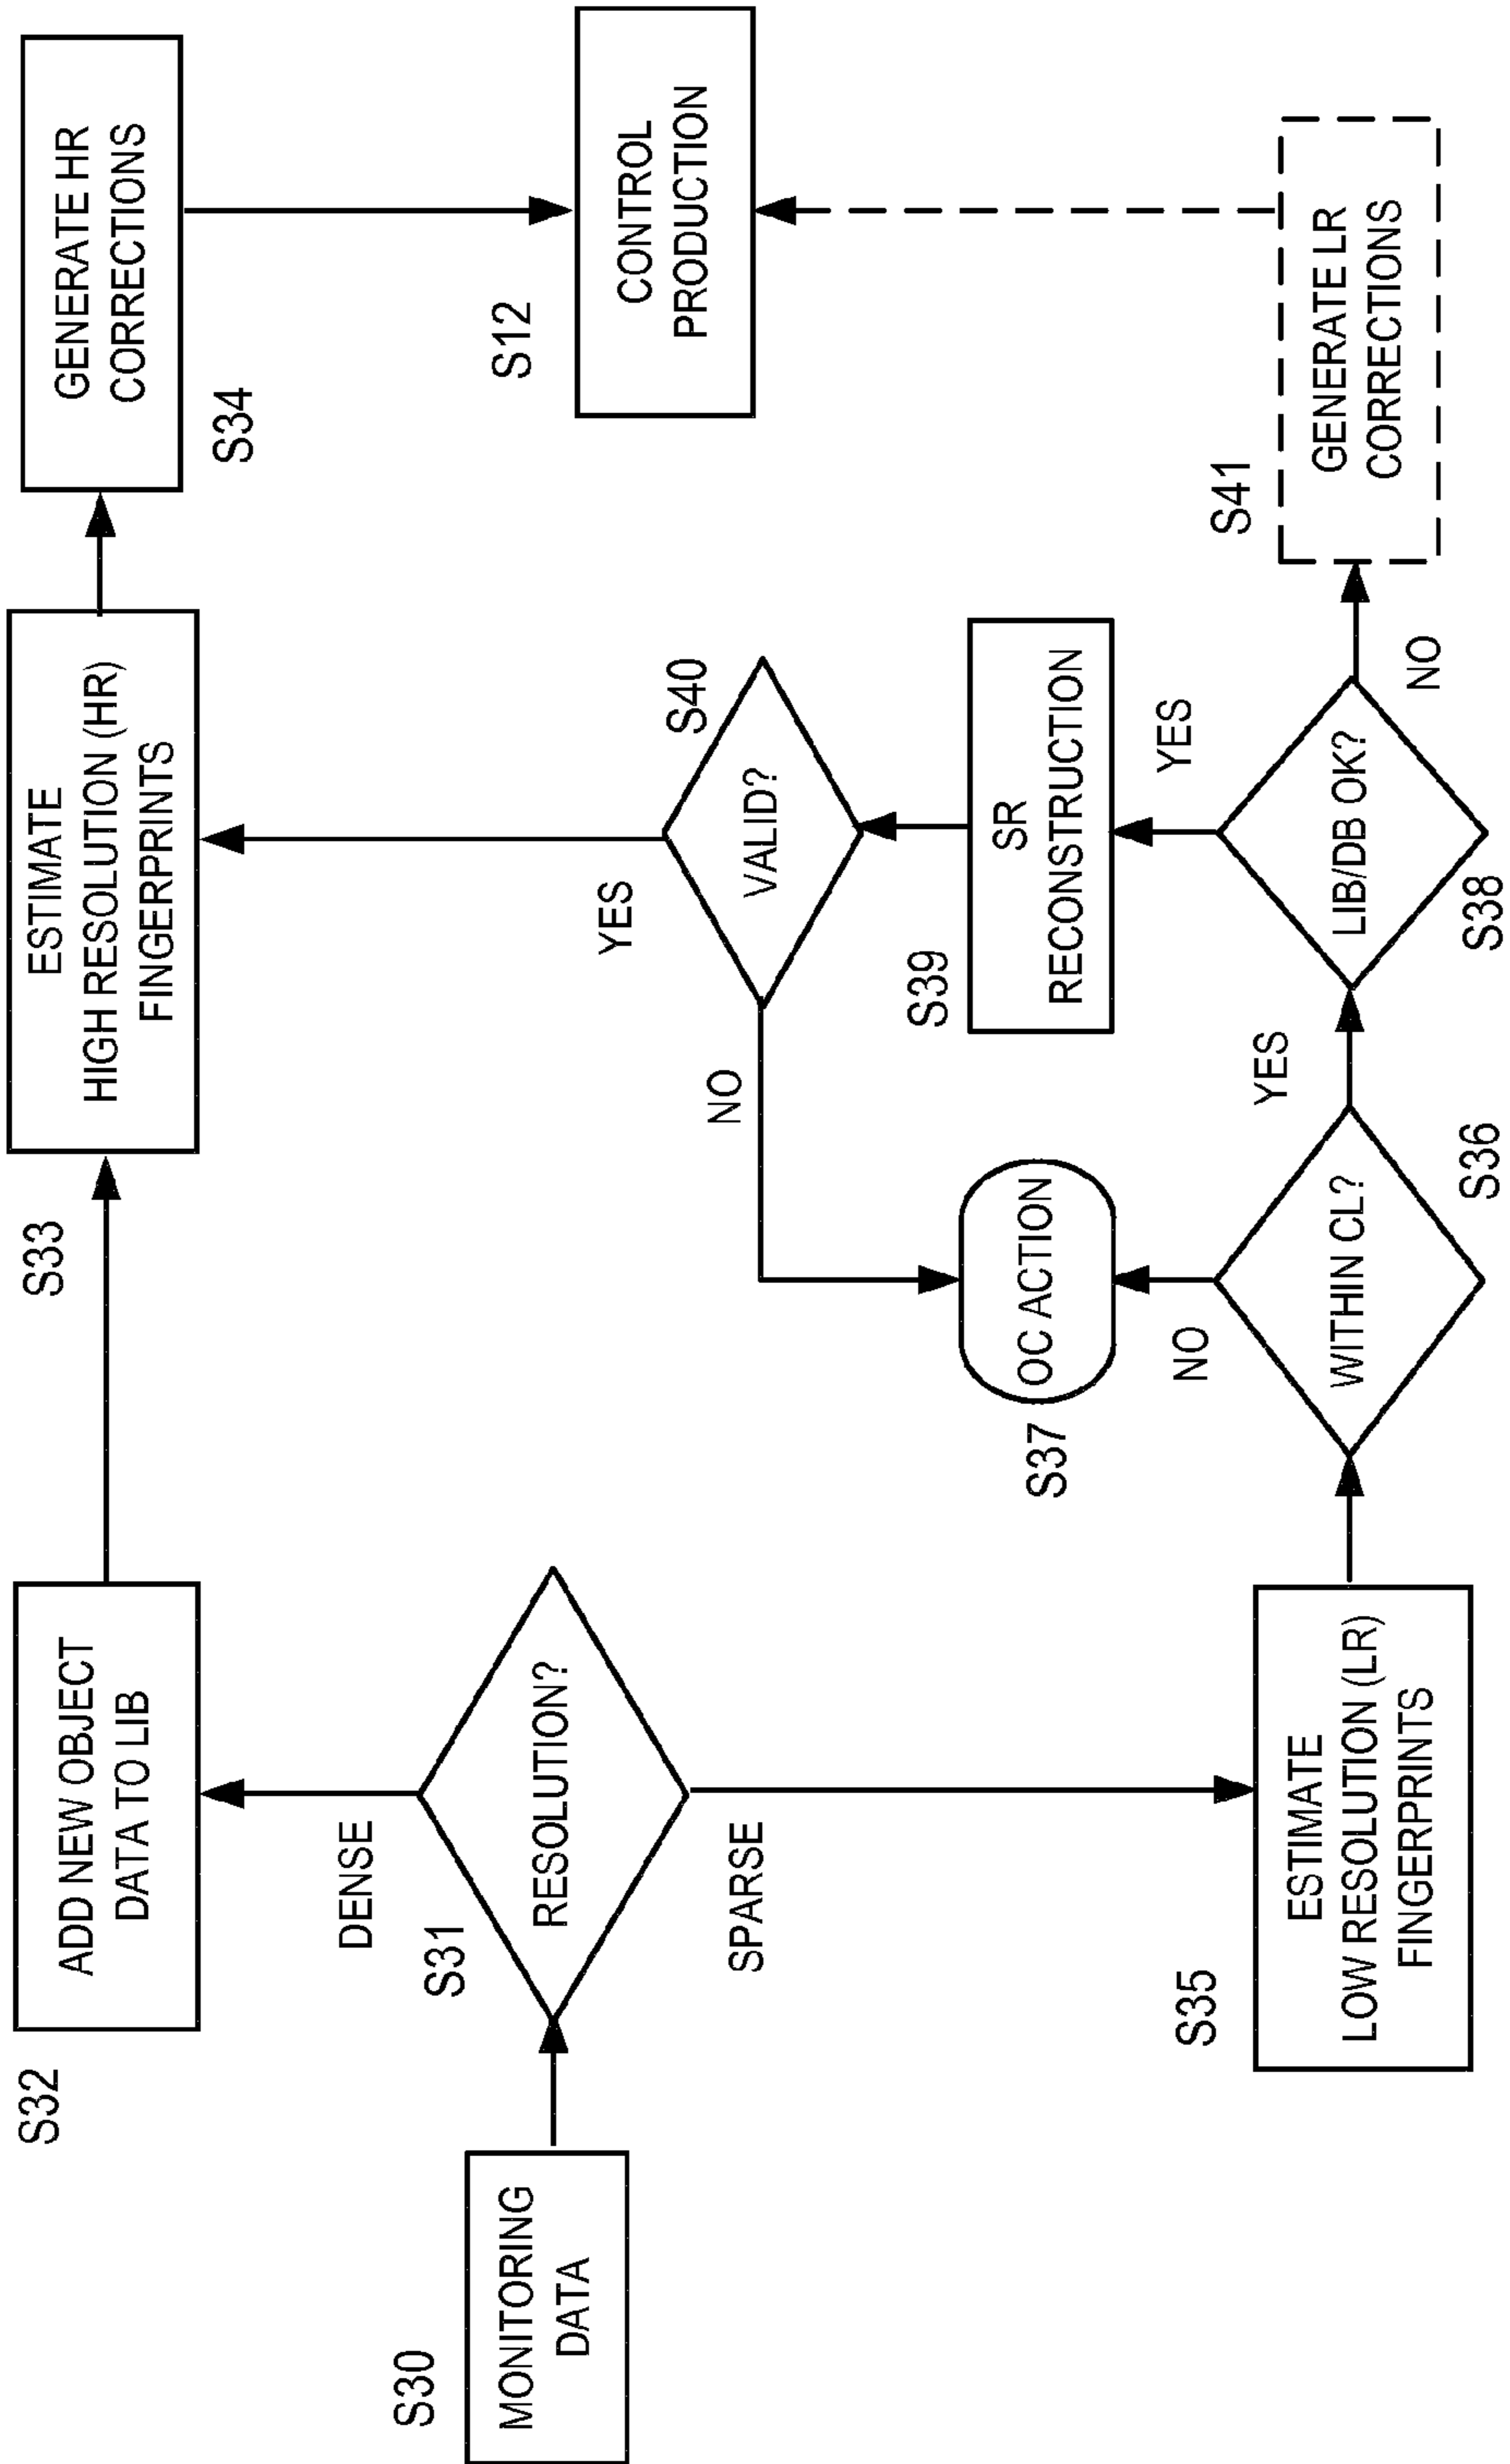 S30
MONITORING
DATA
S31
RESOLUTION?
DENSE
SPARSE
S32
ADD NEW OBJECT
DATA TO LIB
S33
ESTIMATE
HIGH RESOLUTION (HR)
FINGERPRINTS
GENERATE HR
CORRECTIONS
S34
S12
CONTROL
PRODUCTION
S35
ESTIMATE
LOW RESOLUTION (LR)
FINGERPRINTS
WITHIN CL?
S36
NO
YES
S37
OC ACTION
LIB/DB OK?
S38
YES
NO
S39
SR
RECONSTRUCTION
VALID?
S40
YES
NO
S41
GENERATE LR
CORRECTIONS